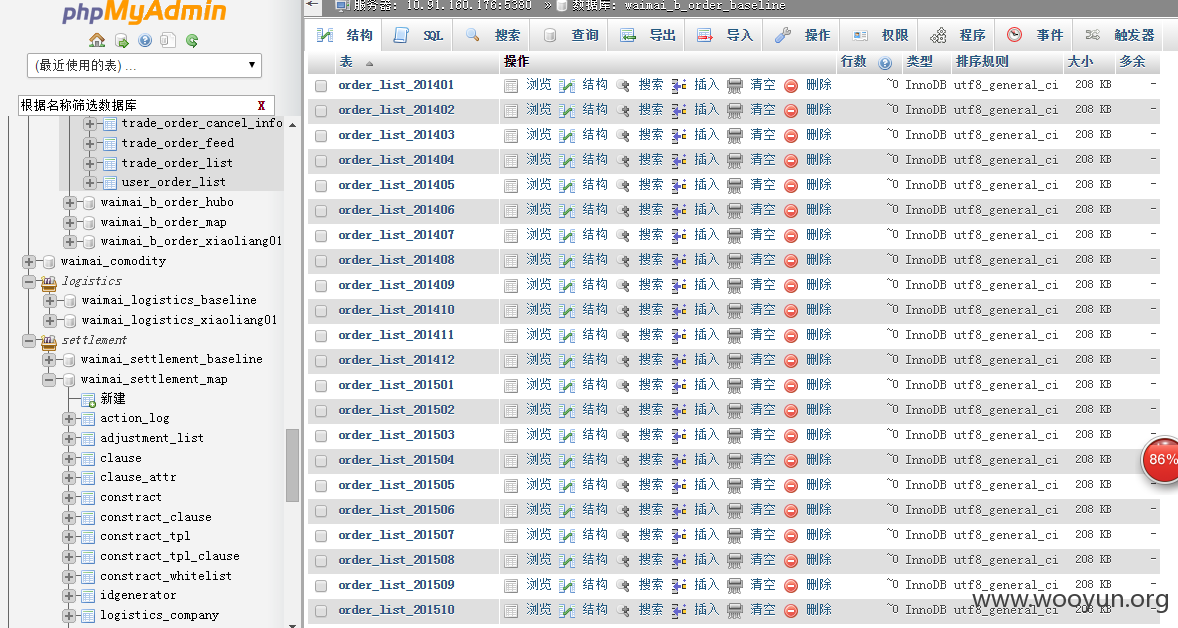 phpMyAdmin
(最近使用的表) ...
根据名称筛选数据库 X
trade_order_cancel_info
trade_order_feed
trade_order_list
user_order_list
waimai_b_order_hubo
waimai_b_order_map
waimai_b_order_xiaoliang01
waimai_comodity
logistics
waimai_logistics_baseline
waimai_logistics_xiaoliang01
settlement
waimai_settlement_baseline
waimai_settlement_map
新建
action_log
adjustment_list
clause
clause_attr
constract
constract_clause
constract_tpl
constract_tpl_clause
constract_whitelist
idgenerator
logistics_company
服务器: 10.91.160.176:5380 » 数据库: waimai_b_order_baseline
结构 SQL 搜索 查询 导出 导入 操作 权限 程序 事件 触发器
表 操作 行数 类型 排序规则 大小 多余
order_list_201401 浏览 结构 搜索 插入 清空 删除 ~0 InnoDB utf8_general_ci 208 KB -
order_list_201402 浏览 结构 搜索 插入 清空 删除 ~0 InnoDB utf8_general_ci 208 KB -
order_list_201403 浏览 结构 搜索 插入 清空 删除 ~0 InnoDB utf8_general_ci 208 KB -
order_list_201404 浏览 结构 搜索 插入 清空 删除 ~0 InnoDB utf8_general_ci 208 KB -
order_list_201405 浏览 结构 搜索 插入 清空 删除 ~0 InnoDB utf8_general_ci 208 KB -
order_list_201406 浏览 结构 搜索 插入 清空 删除 ~0 InnoDB utf8_general_ci 208 KB -
order_list_201407 浏览 结构 搜索 插入 清空 删除 ~0 InnoDB utf8_general_ci 208 KB -
order_list_201408 浏览 结构 搜索 插入 清空 删除 ~0 InnoDB utf8_general_ci 208 KB -
order_list_201409 浏览 结构 搜索 插入 清空 删除 ~0 InnoDB utf8_general_ci 208 KB -
order_list_201410 浏览 结构 搜索 插入 清空 删除 ~0 InnoDB utf8_general_ci 208 KB -
order_list_201411 浏览 结构 搜索 插入 清空 删除 ~0 InnoDB utf8_general_ci 208 KB -
order_list_201412 浏览 结构 搜索 插入 清空 删除 ~0 InnoDB utf8_general_ci 208 KB -
order_list_201501 浏览 结构 搜索 插入 清空 删除 ~0 InnoDB utf8_general_ci 208 KB -
order_list_201502 浏览 结构 搜索 插入 清空 删除 ~0 InnoDB utf8_general_ci 208 KB -
order_list_201503 浏览 结构 搜索 插入 清空 删除 ~0 InnoDB utf8_general_ci 208 KB -
order_list_201504 浏览 结构 搜索 插入 清空 删除 ~0 InnoDB utf8_general_ci 208 KB -
86%
order_list_201505 浏览 结构 搜索 插入 清空 删除 ~0 InnoDB utf8_general_ci 208 KB -
order_list_201506 浏览 结构 搜索 插入 清空 删除 ~0 InnoDB utf8_general_ci 208 KB -
order_list_201507 浏览 结构 搜索 插入 清空 删除 ~0 InnoDB utf8_general_ci 208 KB -
order_list_201508 浏览 结构 搜索 插入 清空 删除 ~0 InnoDB utf8_general_ci 208 KB -
order_list_201509 浏览 结构 搜索 插入 清空 删除 ~0 InnoDB utf8_general_ci 208 KB -
order_list_201510 浏览 结构 搜索 插入 清空 删除 ~0 InnoDB utf8_general_ci 208 KB -
www.wooyun.org